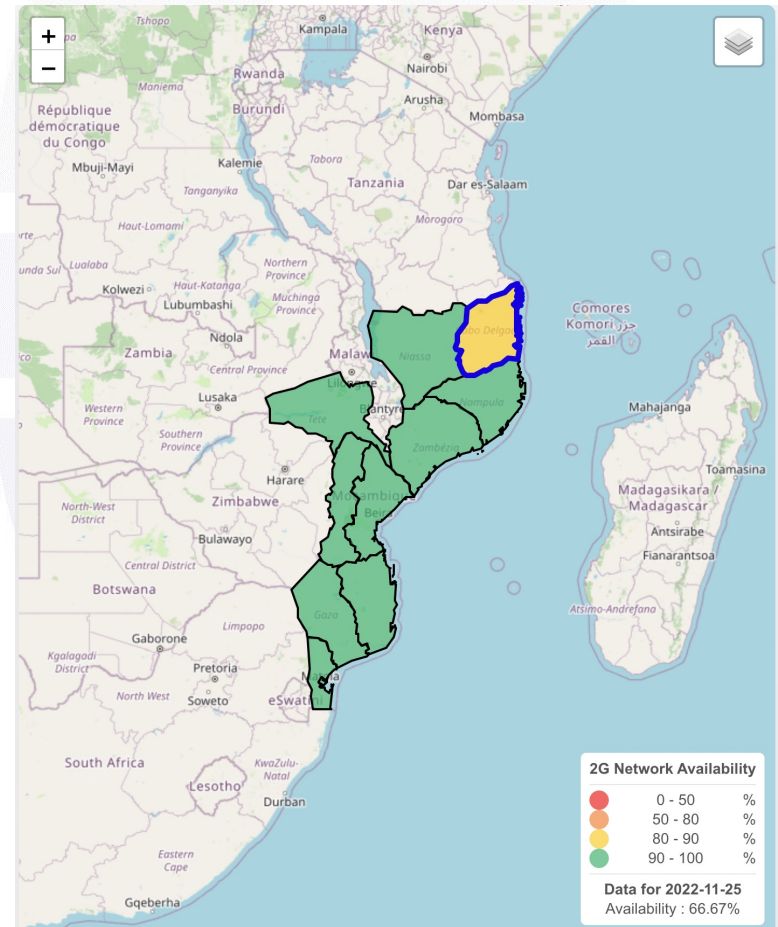 +
−
Tshopo
Kampala
Kenya
Nairobi
Rwanda
Maniema
Burundi
Arusha
Mombasa
République
démocratique
du Congo
Mbuji-Mayi
Kalemie
Tabora
Tanzania
Dar es-Salaam
Tanganyika
Morogoro
Haut-Lomami
Lualaba
Northern
Province
Kolwezi
Haut-Katanga
Lubumbashi
Muchinga
Province
Comores
Komori جزر
القمر
Ndola
Zambia
Central Province
Niassa
Lusaka
Western
Province
Southern
Province
Tete
Blantyre
Nampula
Zambézia
Mahajanga
Toamasina
Harare
Zimbabwe
Beira
Madagasikara /
Madagascar
North-West
District
Bulawayo
Antsirabe
Fianarantsoa
Central District
Botswana
Gaza
Limpopo
Atsimo-Andrefana
Gaborone
Kgalagadi
District
Pretoria
North West
Soweto
South Africa
KwaZulu-
Natal
Lesotho
Durban
Eastern
Cape
Gqeberha
2G Network Availability
0 - 50 %
50 - 80 %
80 - 90 %
90 - 100 %
Data for 2022-11-25
Availability : 66.67%